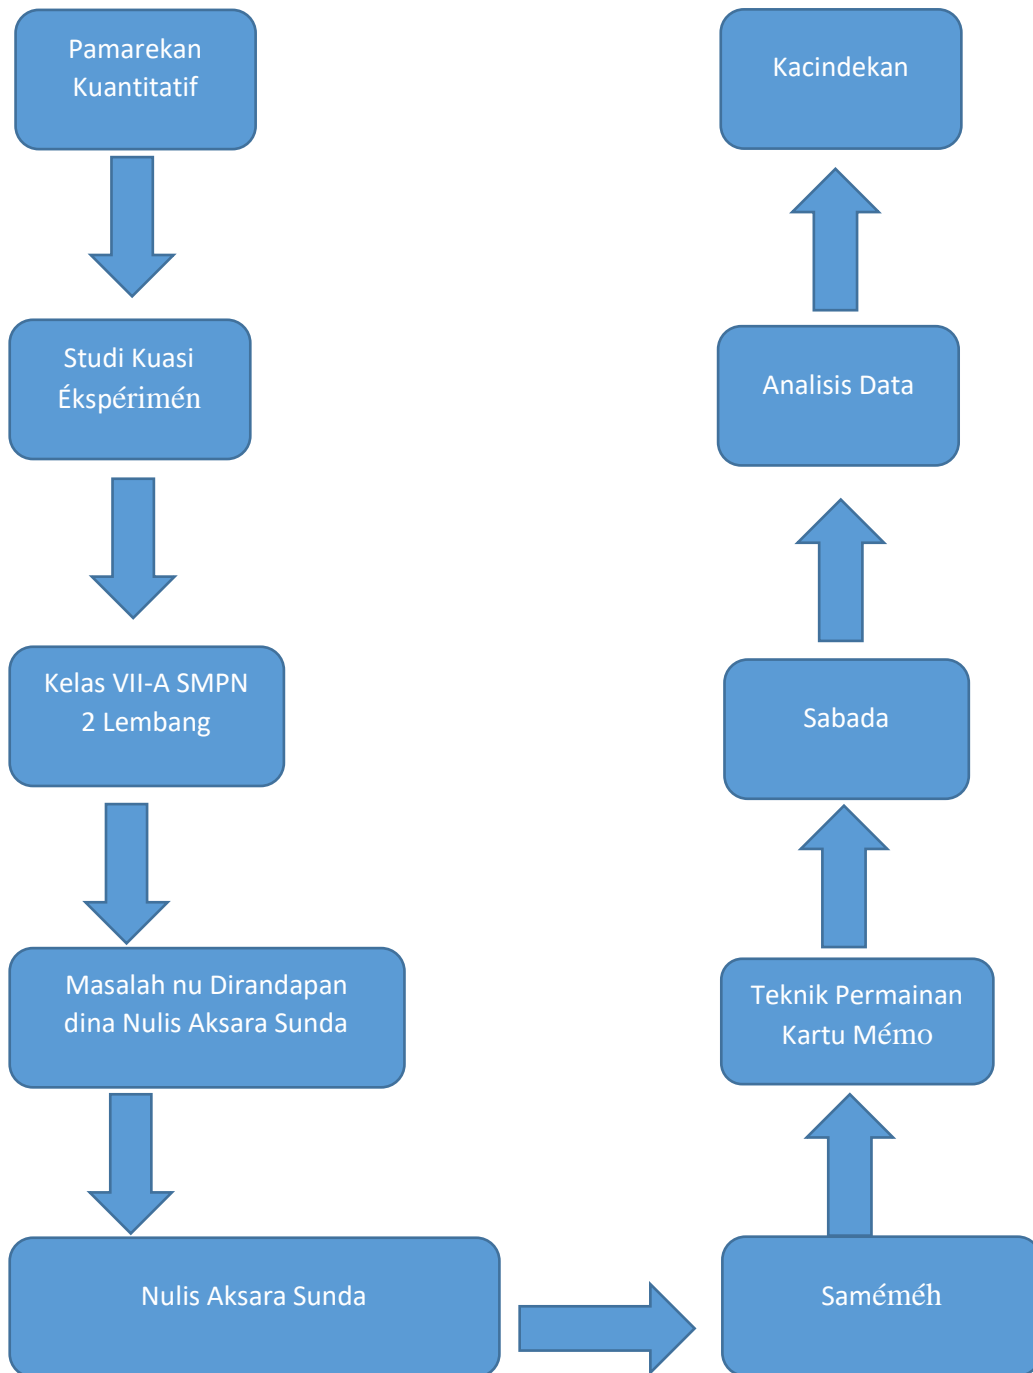 Pamarekan
Kuantitatif
Studi Kuasi
Ékspérimén
Kelas VII-A SMPN
2 Lembang
Masalah nu Dirandapan
dina Nulis Aksara Sunda
Nulis Aksara Sunda
Saméméh
Teknik Permainan
Kartu Mémo
Sabada
Analisis Data
Kacindekan